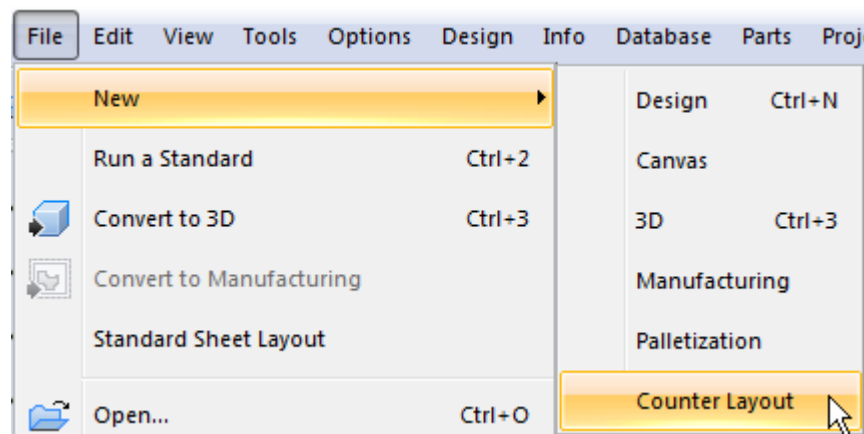 File Edit View Tools Options Design Info Database Parts
New
Run a Standard Ctrl+2
Convert to 3D Ctrl+3
Convert to Manufacturing
Standard Sheet Layout
Open... Ctrl+O
Design Ctrl+N
Canvas
3D Ctrl+3
Manufacturing
Palletization
Counter Layout